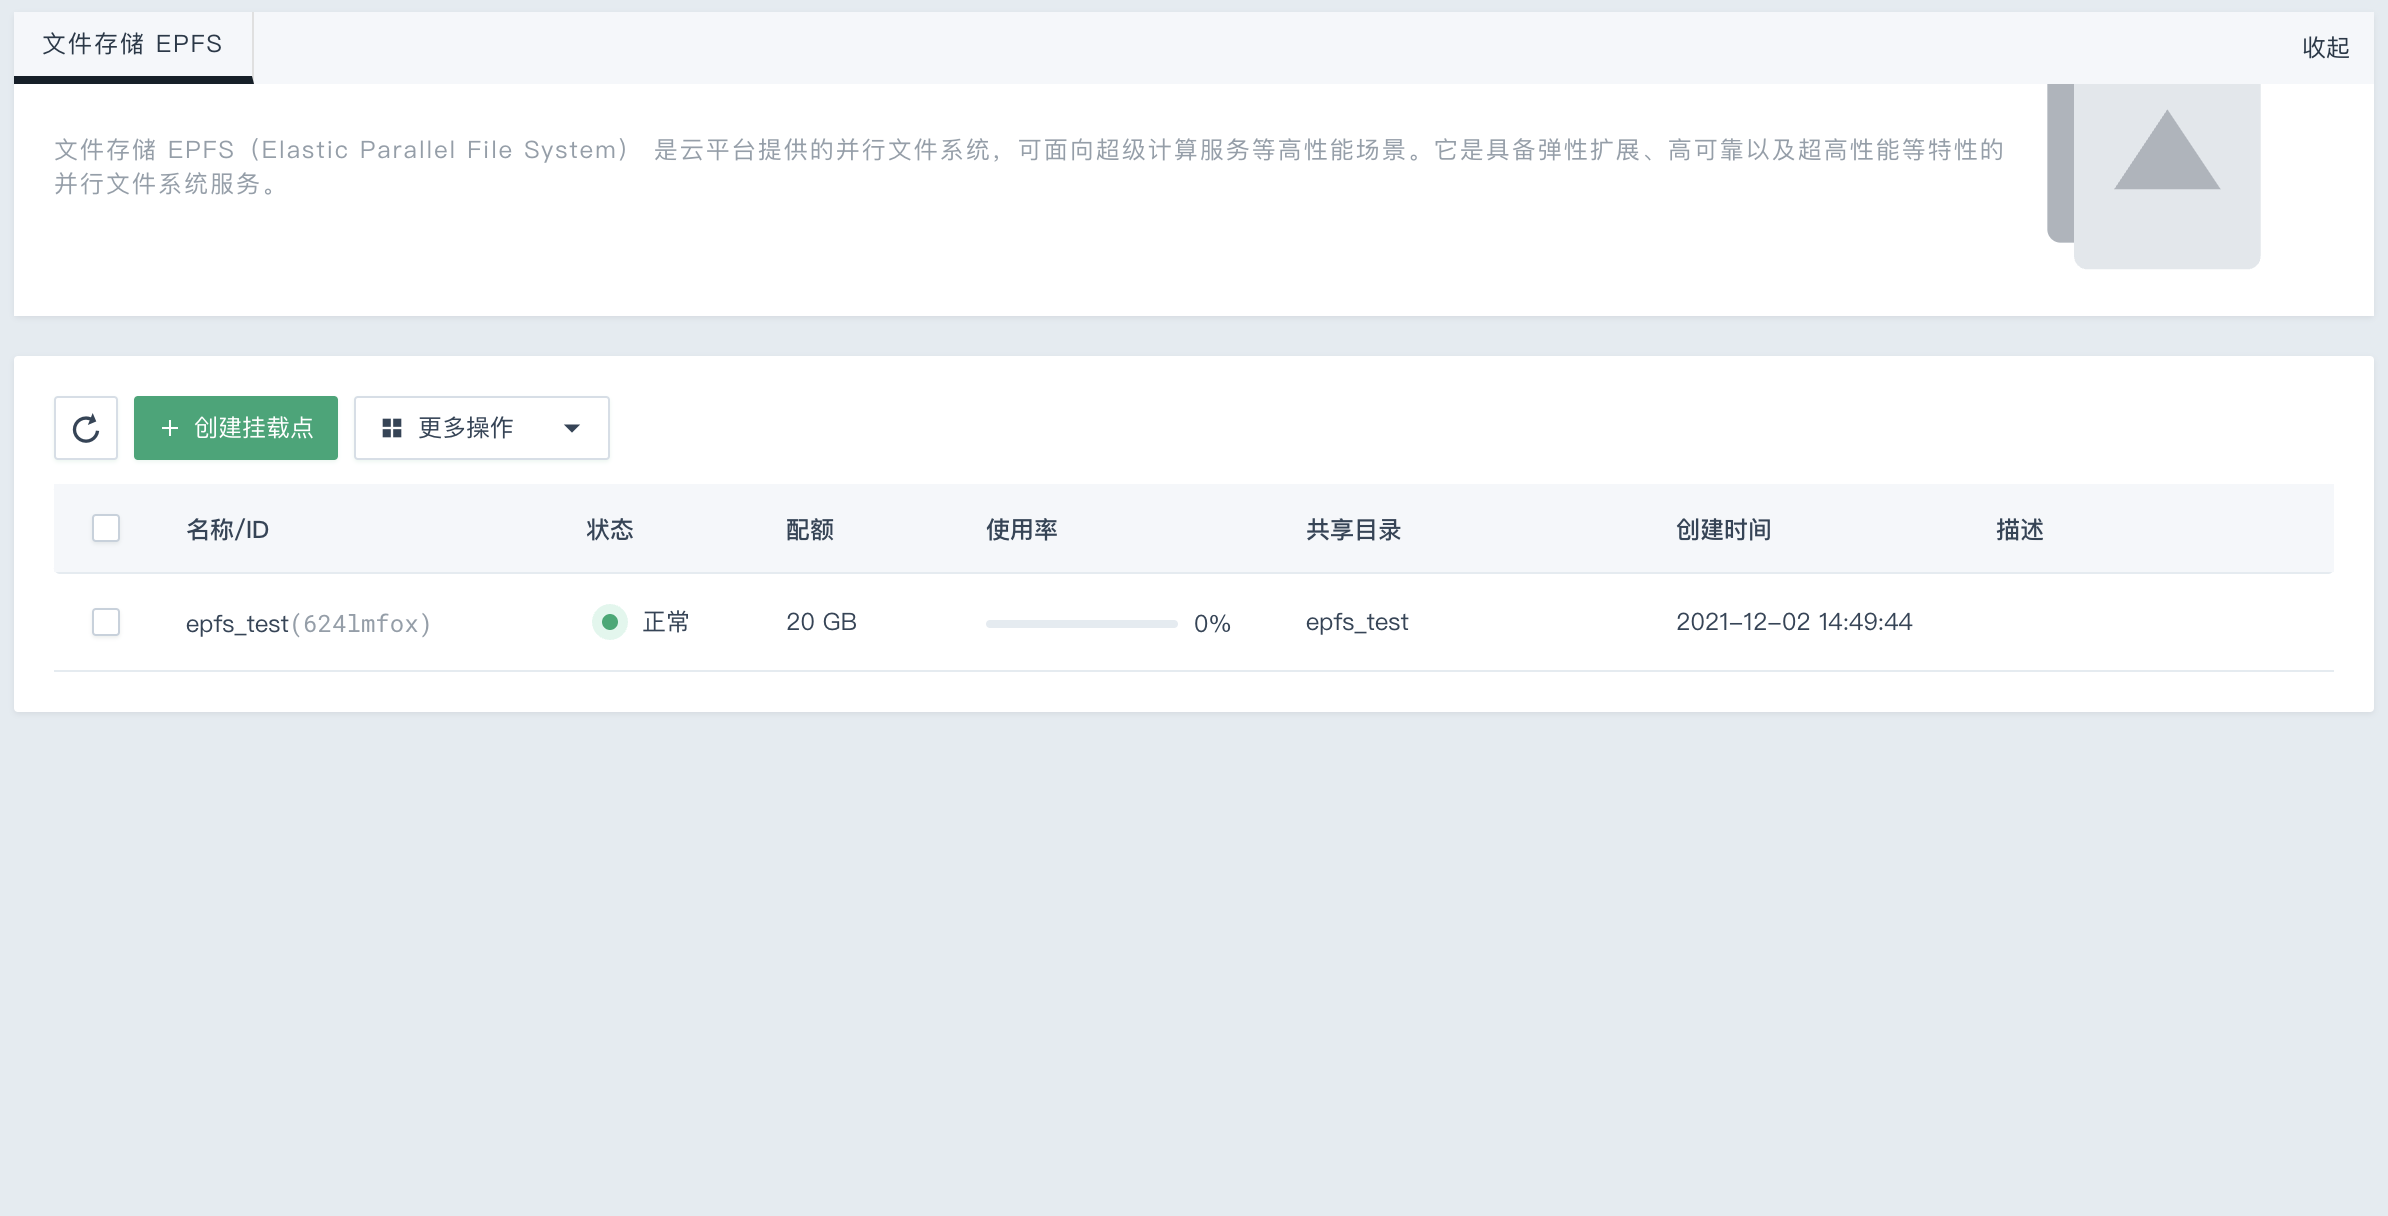 文件存储 EPFS
收起
文件存储 EPFS（Elastic Parallel File System） 是云平台提供的并行文件系统，可面向超级计算服务等高性能场景。它是具备弹性扩展、高可靠以及超高性能等特性的
并行文件系统服务。
+ 创建挂载点 更多操作
名称/ID 状态 配额 使用率 共享目录 创建时间 描述
epfs_test(624lmfox) 正常 20 GB 0% epfs_test 2021-12-02 14:49:44